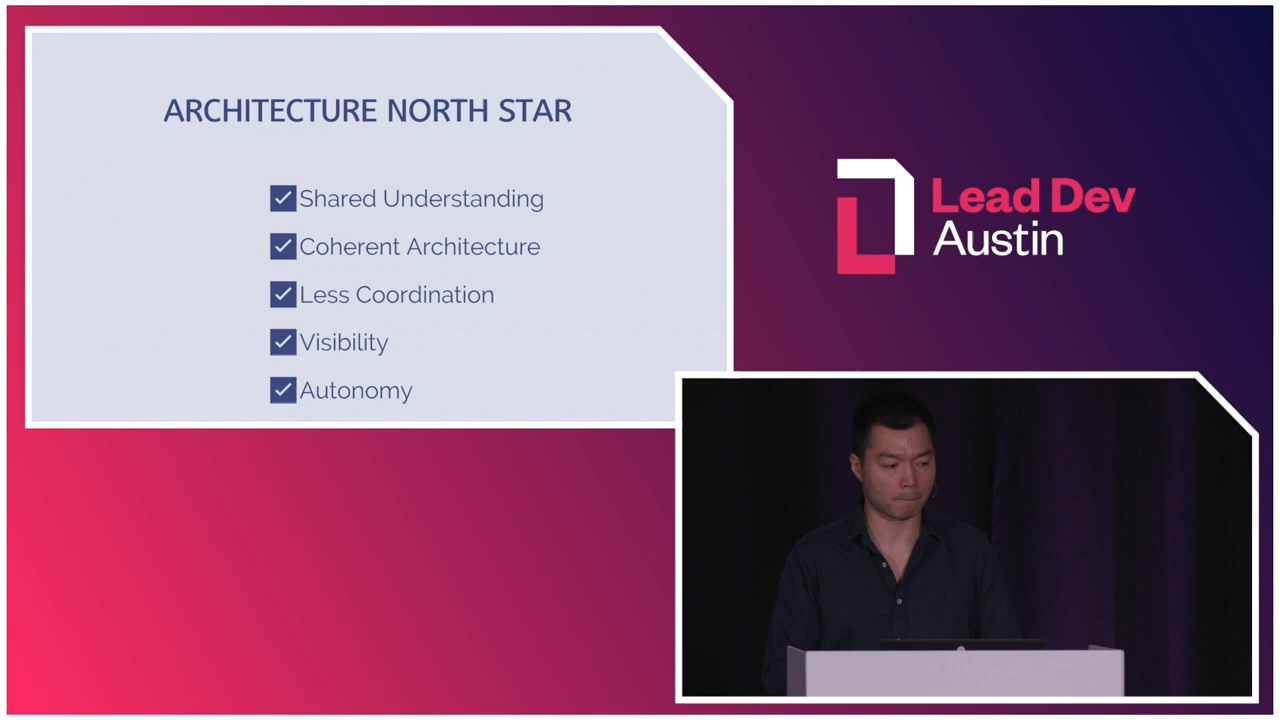 ARCHITECTURE NORTH STAR
Shared Understanding
Coherent Architecture
Less Coordination
Visibility
Autonomy
Lead Dev
Austin